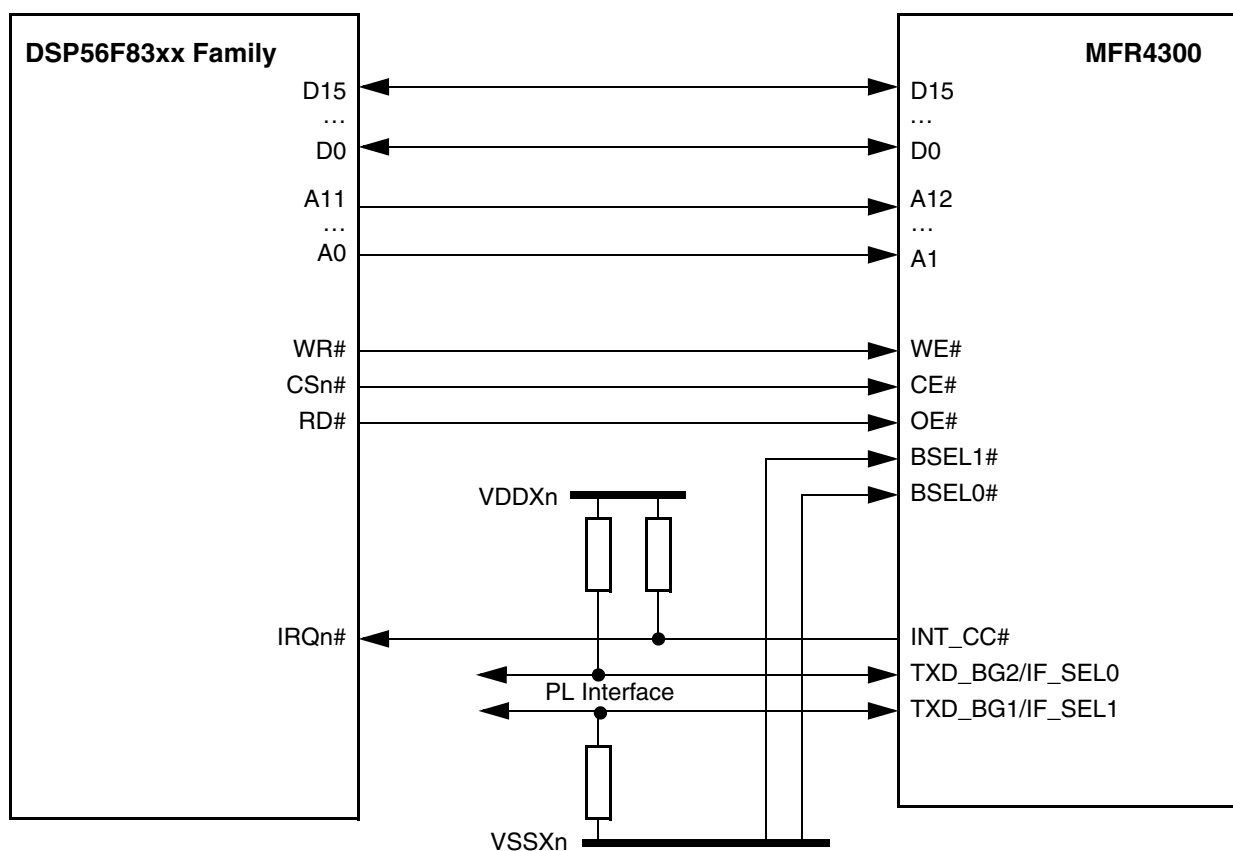 DSP56F83xx Family
MFR4300
D15
D15
...
...
D0
D0
A11
A12
...
...
A0
A1
WR#
WE#
CSn#
CE#
RD#
OE#
BSEL1#
VDDXn
BSEL0#
IRQn#
INT_CC#
TXD_BG2/IF_SEL0
PL Interface
TXD_BG1/IF_SEL1
VSSXn